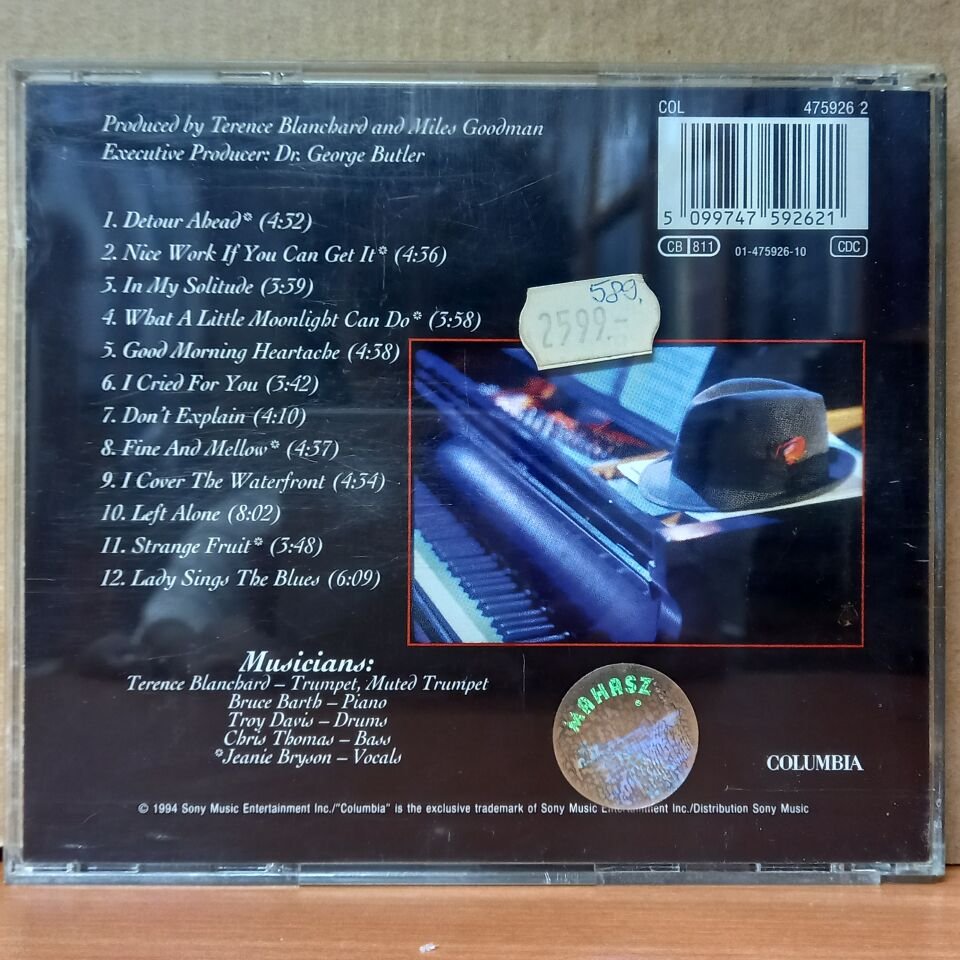 Produced by Terence Blanchard and Miles Goodman
Executive Producer: Dr. George Butler
COL 475926 2
5 099747 592621
CB 811 01-475926-10 CDC
1. Detour Ahead* (4:32)
2. Nice Work If You Can Get It* (4:36)
3. In My Solitude (3:39)
4. What A Little Moonlight Can Do* (3:58)
5. Good Morning Heartache (4:38)
6. I Cried For You (3:42)
7. Don't Explain (4:10)
8. Fine And Mellow* (4:37)
9. I Cover The Waterfront (4:34)
10. Left Alone (8:02)
11. Strange Fruit* (3:48)
12. Lady Sings The Blues (6:09)
589,
2599.-
Musicians:
Terence Blanchard – Trumpet, Muted Trumpet
Bruce Barth – Piano
Troy Davis – Drums
Chris Thomas – Bass
*Jeanie Bryson – Vocals
MAHASZ
®
COLUMBIA
© 1994 Sony Music Entertainment Inc./"Columbia" is the exclusive trademark of Sony Music Inc./Distribution Sony Music